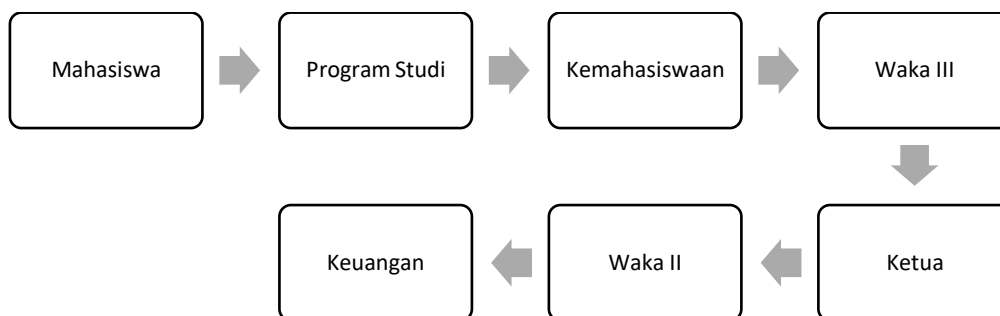 Mahasiswa
Program Studi
Kemahasiswaan
Waka III
Ketua
Waka II
Keuangan